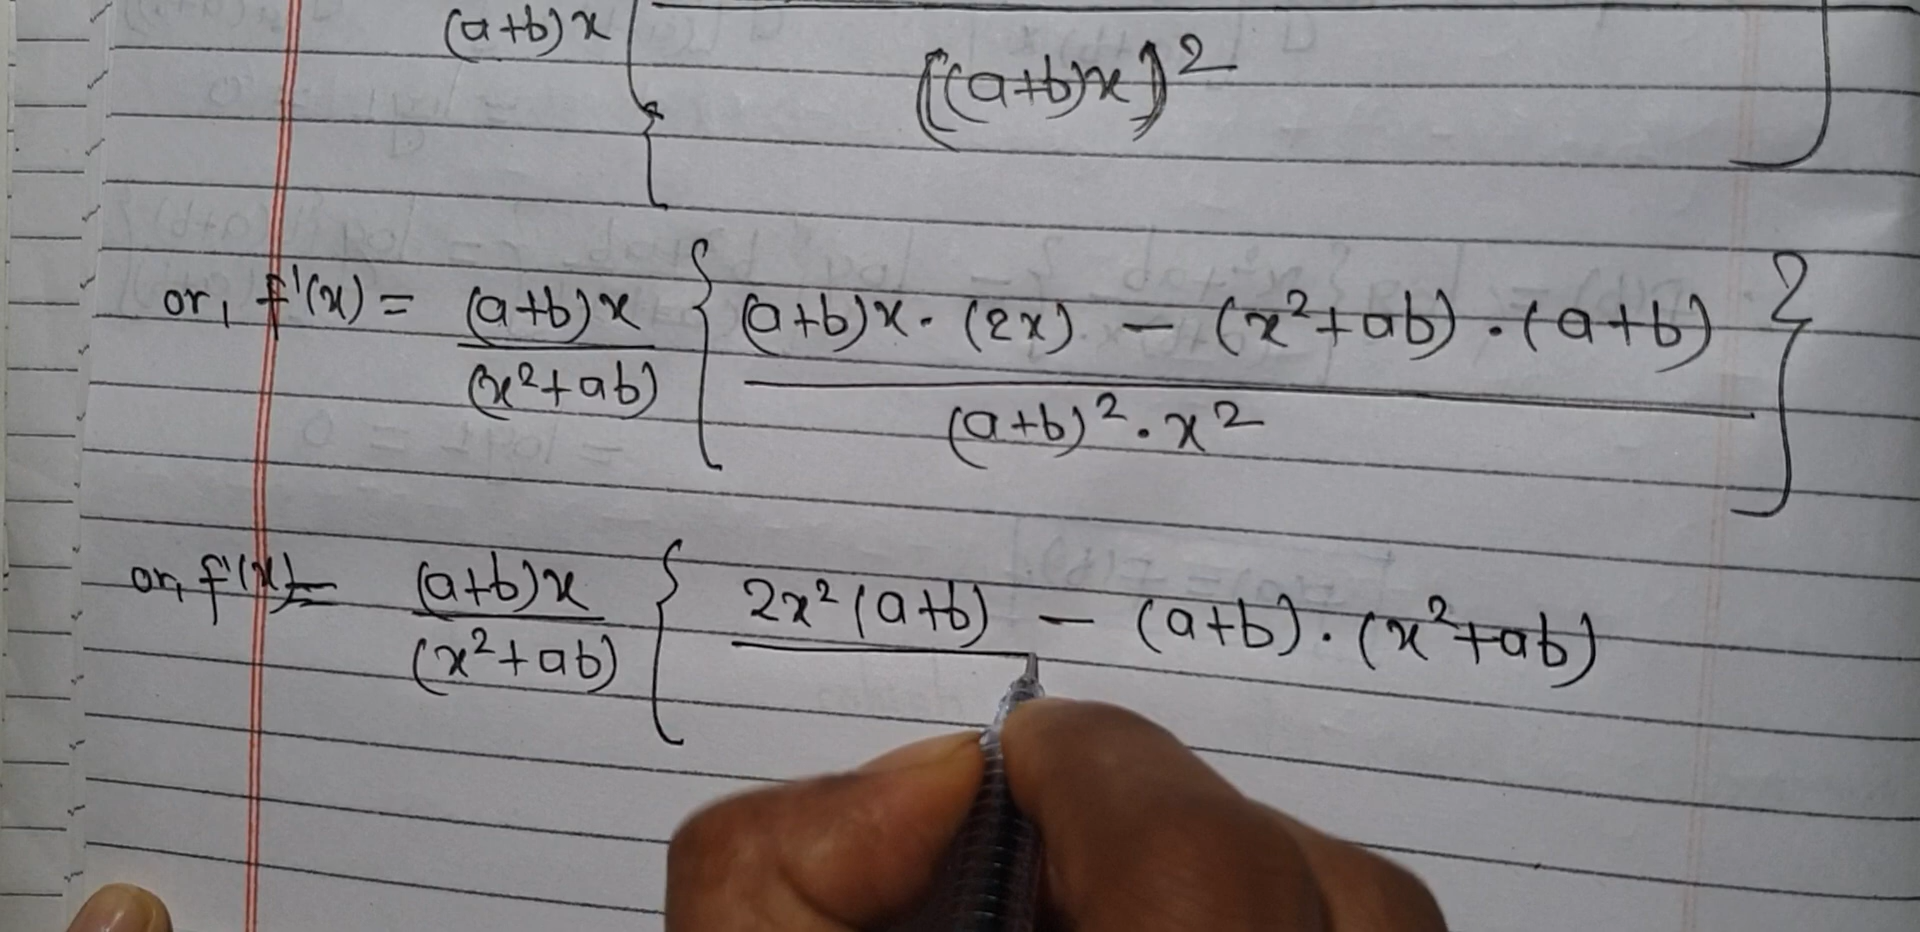 (a+b)x {
((a+b)x)²
or, f'(x) = (a+b)x / (x²+ab) { (a+b)x · (2x) − (x²+ab) · (a+b) / (a+b)² · x² }
or, f'(x) = (a+b)x / (x²+ab) { 2x² (a+b) − (a+b) · (x²+ab)